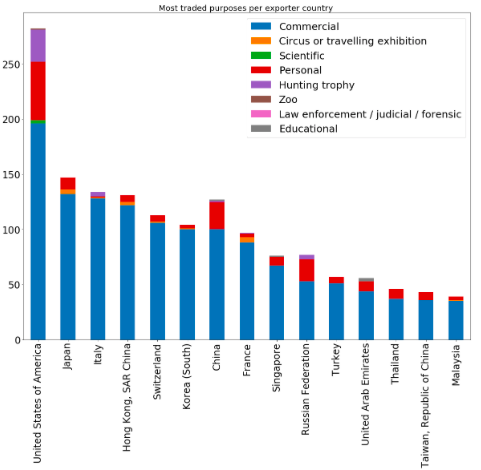 Most traded purposes per exporter country
Commercial
Circus or travelling exhibition
Scientific
Personal
Hunting trophy
Zoo
Law enforcement / judicial / forensic
Educational
250
200
150
100
50
0
United States of America
Japan
Italy
Hong Kong, SAR China
Switzerland
Korea (South)
China
France
Singapore
Russian Federation
Turkey
United Arab Emirates
Thailand
Taiwan, Republic of China
Malaysia